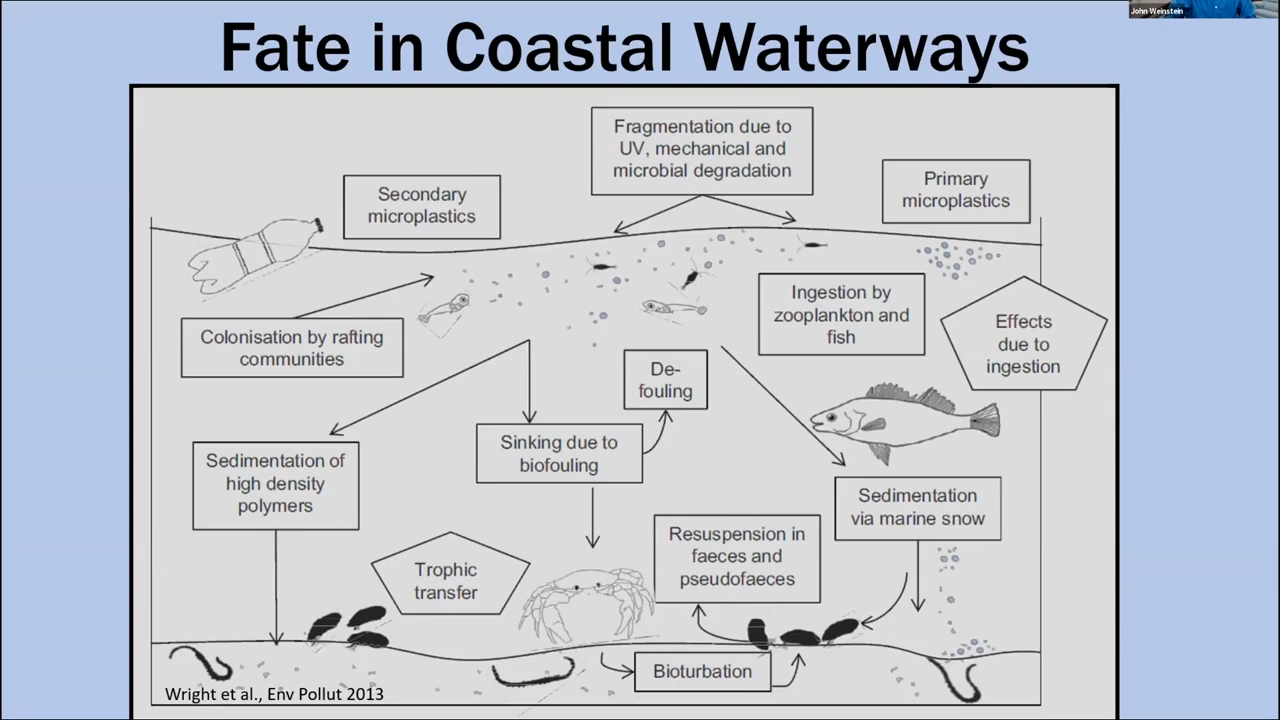 John Weinstein
Fate in Coastal Waterways
Fragmentation due to
UV, mechanical and
microbial degradation
Secondary
microplastics
Primary
microplastics
Colonisation by rafting
communities
Ingestion by
zooplankton and
fish
Effects
due to
ingestion
De-
fouling
Sinking due to
biofouling
Sedimentation of
high density
polymers
Sedimentation
via marine snow
Resuspension in
faeces and
pseudofaeces
Trophic
transfer
Bioturbation
Wright et al., Env Pollut 2013